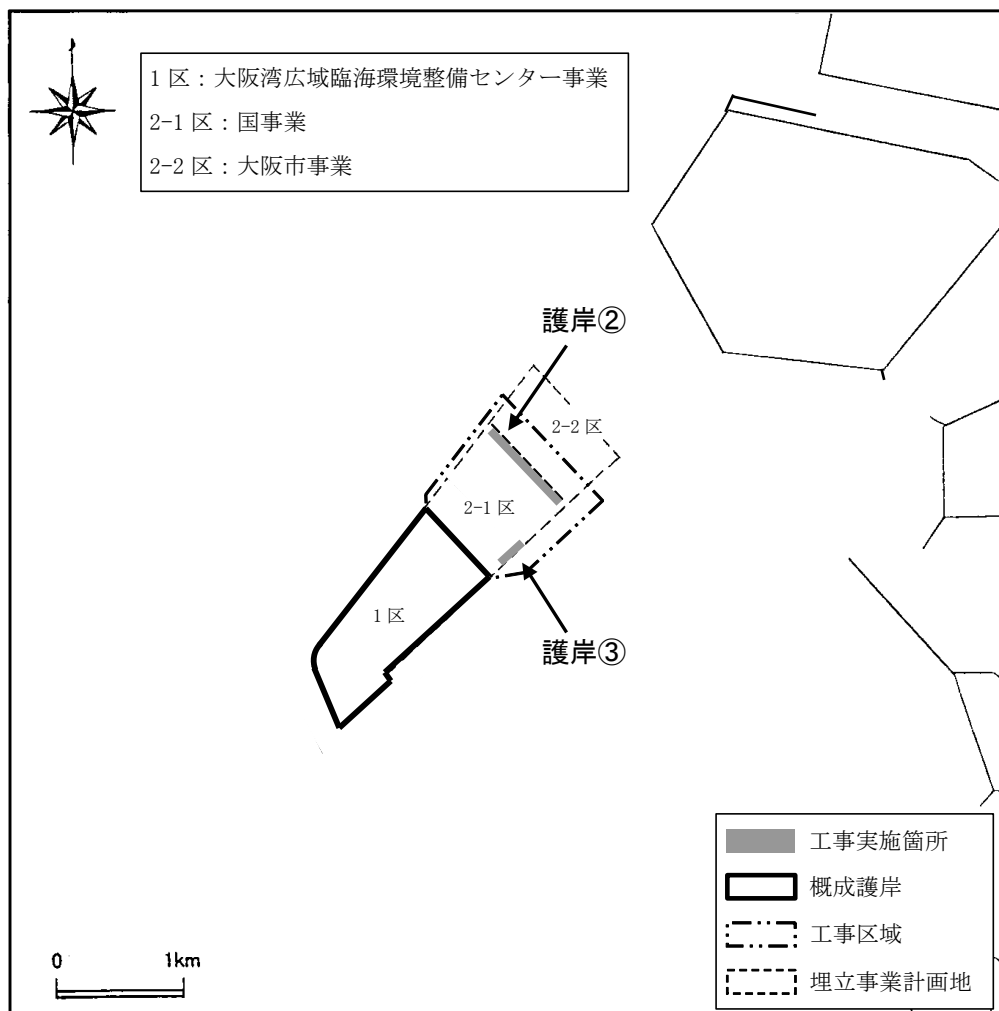 1区：大阪湾広域臨海環境整備センター事業
2-1区：国事業
2-2区：大阪市事業
護岸②
2-2区
2-1区
1区
護岸③
工事実施箇所
概成護岸
工事区域
埋立事業計画地
0 1km